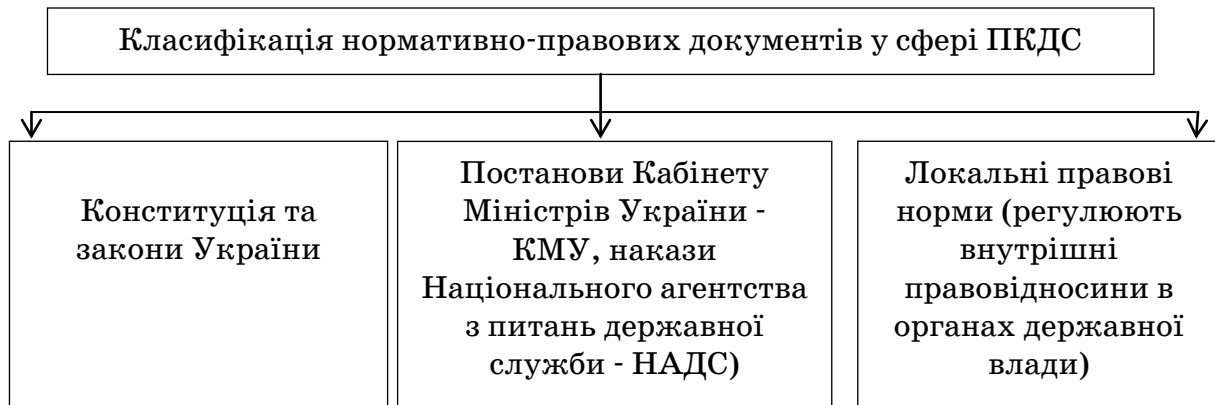 Класифікація нормативно-правових документів у сфері ПКДС
Конституція та
закони України
Постанови Кабінету
Міністрів України -
КМУ, накази
Національного агентства
з питань державної
служби - НАДС)
Локальні правові
норми (регулюють
внутрішні
правовідносини в
органах державної
влади)